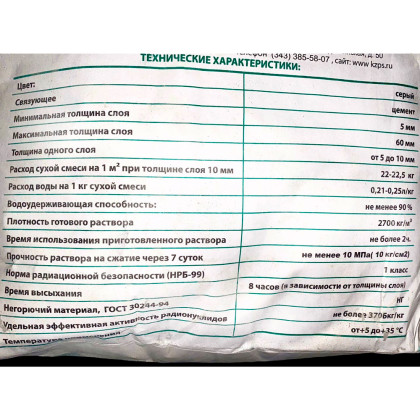 (343) 385-58-07, сайт: www.kzps.ru
ТЕХНИЧЕСКИЕ ХАРАКТЕРИСТИКИ:
Цвет: серый
Связующее цемент
Минимальная толщина слоя 5 мм
Максимальная толщина слоя 60 мм
Толщина одного слоя от 5 до 10 мм
Расход сухой смеси на 1 м² при толщине слоя 10 мм 22-22,5 кг
Расход воды на 1 кг сухой смеси 0,21-0,25л/кг
Водоудерживающая способность: не менее 90%
Плотность готового раствора 2700 кг/м³
Время использования приготовленного раствора не более 2ч.
Прочность раствора на сжатие через 7 суток не менее 10 МПа( 10 кг/см2)
Норма радиационной безопасности (НРБ-99) 1 класс
Время высыхания 8 часов (в зависимости от толщины слоя)
Негорючий материал, ГОСТ 30244-94 НГ
Удельная эффективная активность радионуклидов не более 370Бк/кг
Температура от+5 до+35 °С